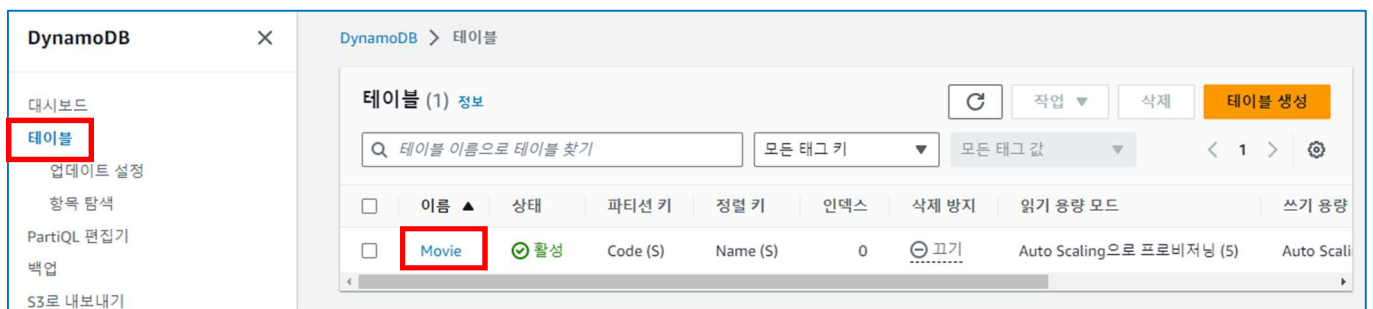 DynamoDB
대시보드
테이블
업데이트 설정
항목 탐색
PartiQL 편집기
백업
S3로 내보내기
DynamoDB > 테이블
테이블 (1) 정보
작업 삭제 테이블 생성
테이블 이름으로 테이블 찾기 모든 태그 키 모든 태그 값 1
이름 상태 파티션 키 정렬 키 인덱스 삭제 방지 읽기 용량 모드 쓰기 용량
Movie 활성 Code (S) Name (S) 0 끄기 Auto Scaling으로 프로비저닝 (5) Auto Scali